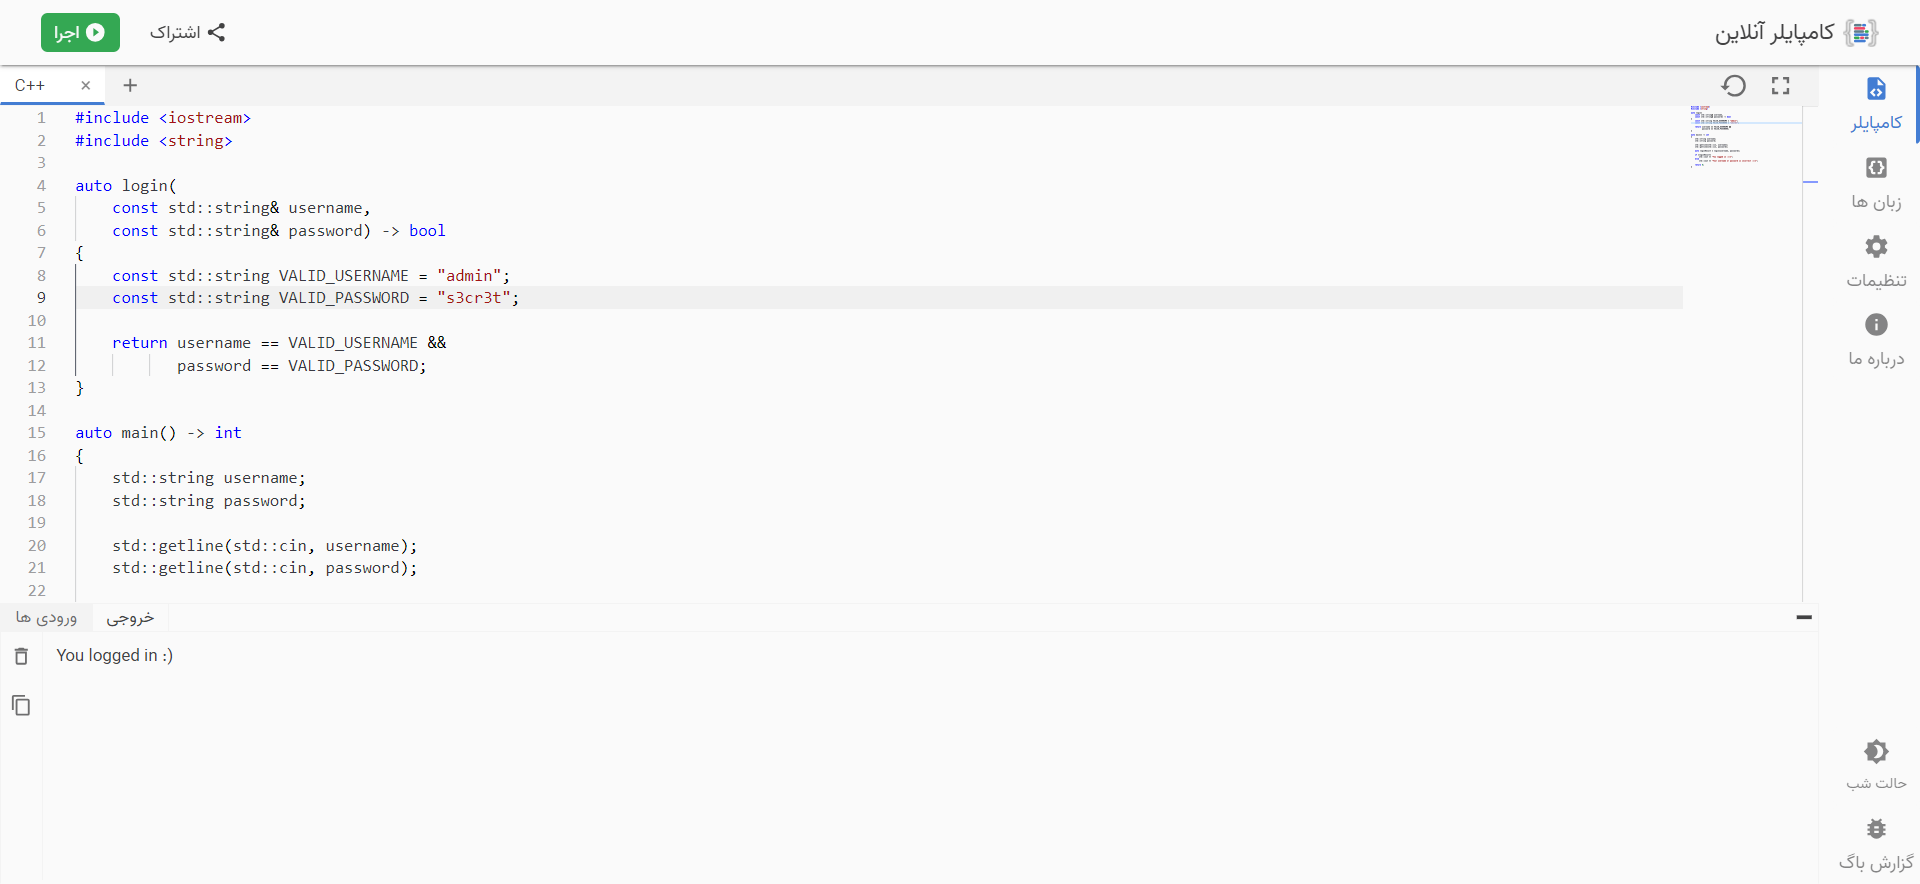 کامپایلر آنلاین
اشتراک
اجرا
C++
1 #include <iostream>
2 #include <string>
3
4 auto login(
5 const std::string& username,
6 const std::string& password) -> bool
7 {
8 const std::string VALID_USERNAME = "admin";
9 const std::string VALID_PASSWORD = "s3cr3t";
10
11 return username == VALID_USERNAME &&
12 password == VALID_PASSWORD;
13 }
14
15 auto main() -> int
16 {
17 std::string username;
18 std::string password;
19
20 std::getline(std::cin, username);
21 std::getline(std::cin, password);
22
کامپایلر
زبان ها
تنظیمات
درباره ما
حالت شب
گزارش باگ
ورودی ها
خروجی
You logged in :)